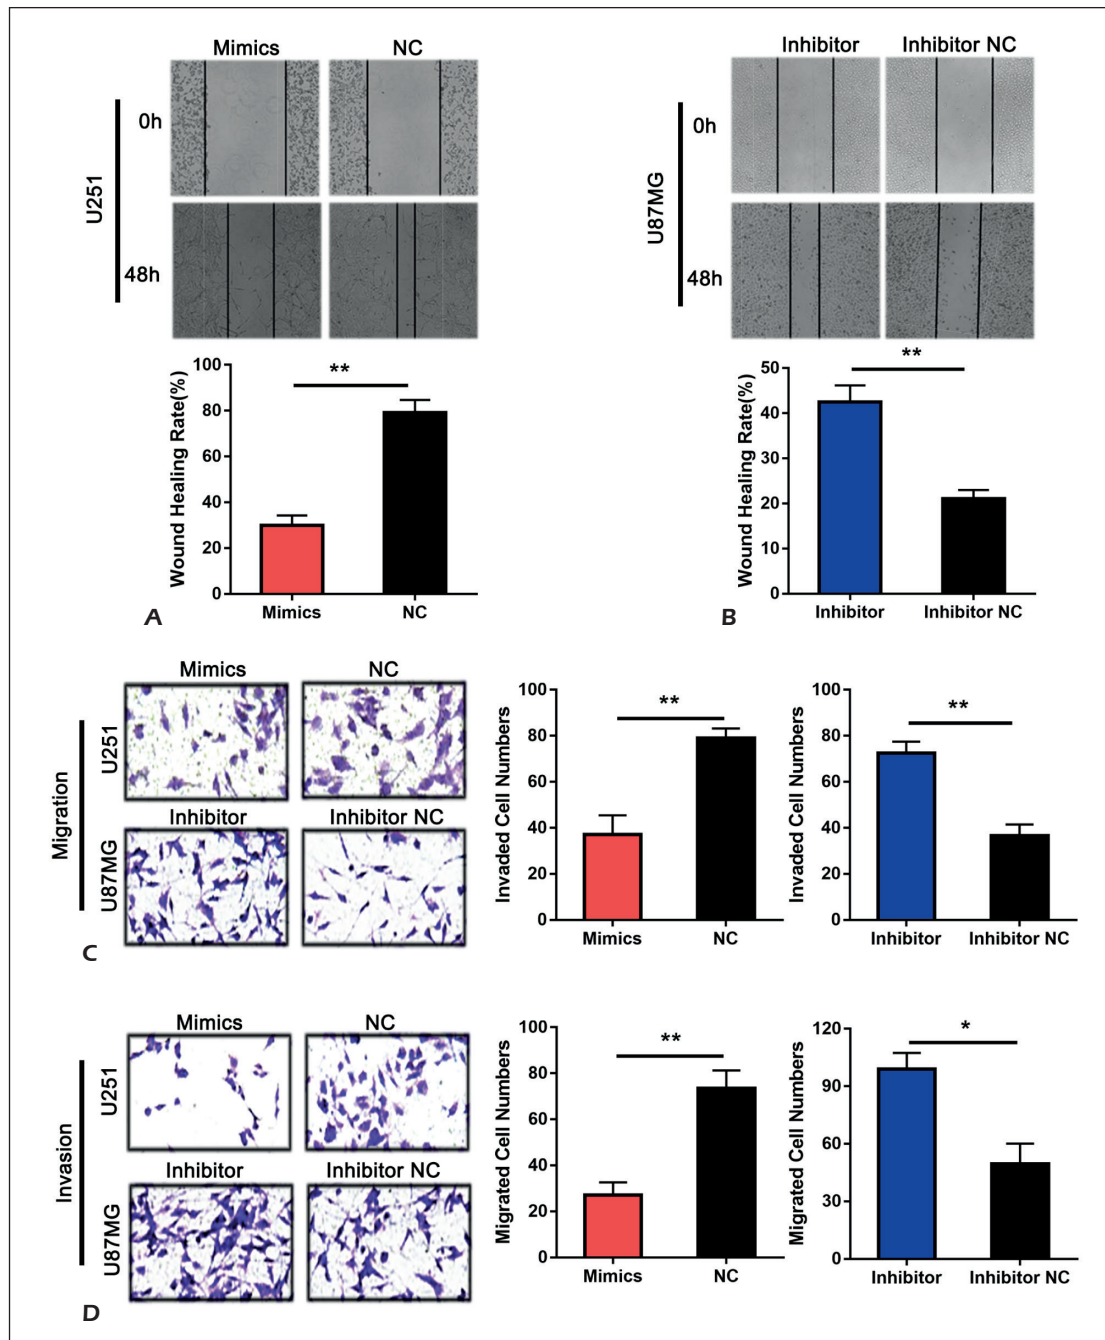 Mimics NC
0h
48h
U251
Wound Healing Rate(%)
100
80
60
40
20
0
**
Mimics NC
A
Inhibitor Inhibitor NC
0h
48h
U87MG
Wound Healing Rate(%)
50
40
30
20
10
0
**
Inhibitor Inhibitor NC
B
Migration
Mimics NC
U251
Inhibitor Inhibitor NC
U87MG
C
Invaded Cell Numbers
100
80
60
40
20
0
**
Mimics NC
Invaded Cell Numbers
80
60
40
20
0
**
Inhibitor Inhibitor NC
Invasion
Mimics NC
U251
Inhibitor Inhibitor NC
U87MG
D
Migrated Cell Numbers
100
80
60
40
20
0
**
Mimics NC
Migrated Cell Numbers
120
90
60
30
0
*
Inhibitor Inhibitor NC